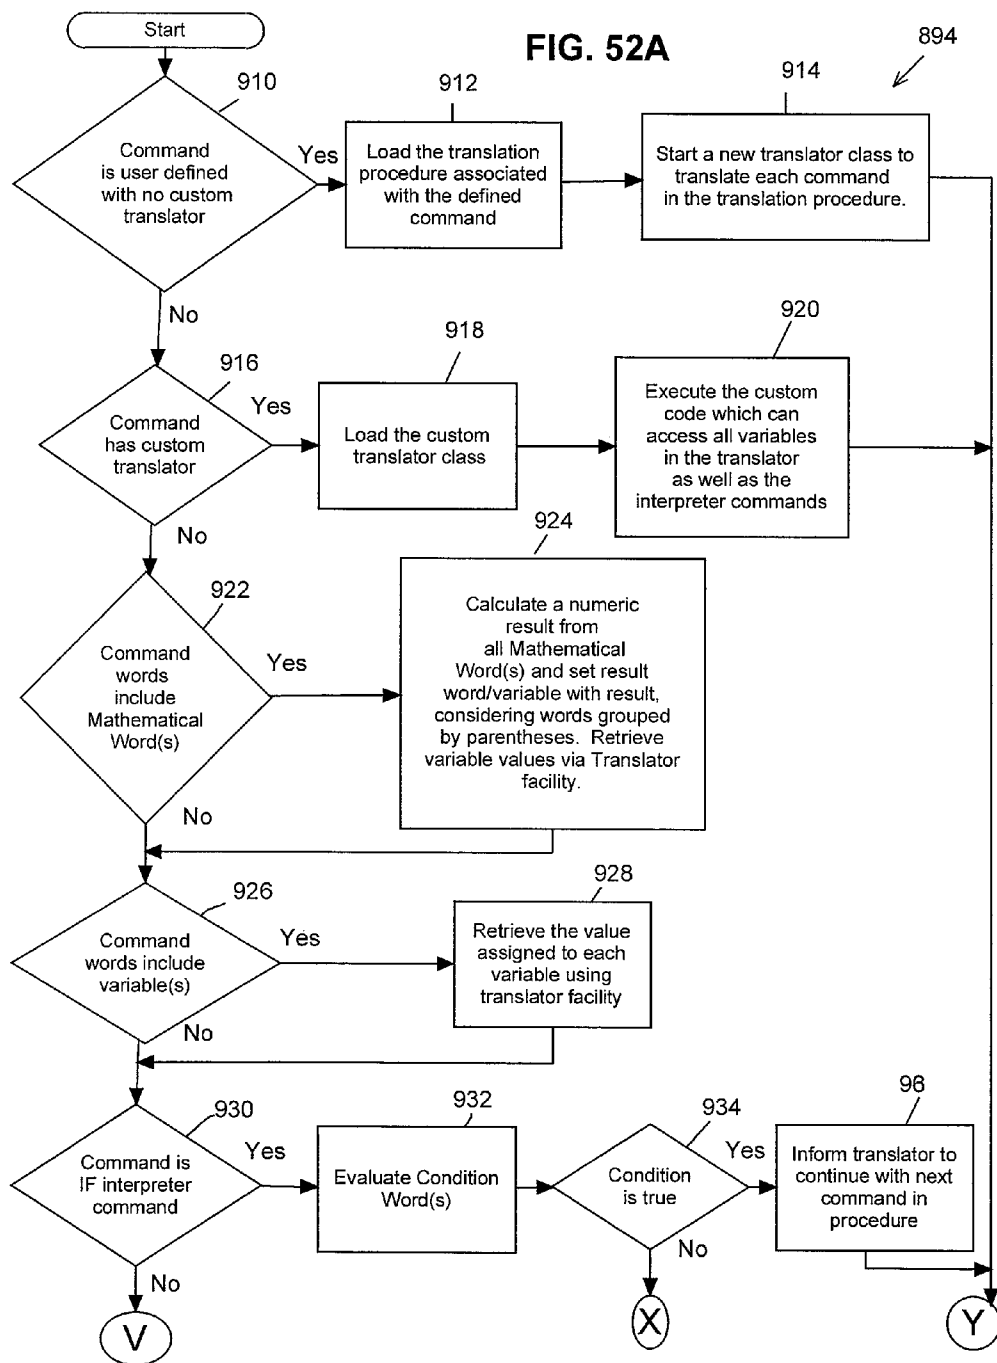 Start
FIG. 52A
894
910
Command
is user defined
with no custom
translator
Yes
912
Load the translation
procedure associated
with the defined
command
914
Start a new translator class to
translate each command
in the translation procedure.
No
916
Command
has custom
translator
Yes
918
Load the custom
translator class
920
Execute the custom
code which can
access all variables
in the translator
as well as the
interpreter commands
No
922
Command
words
include
Mathematical
Word(s)
Yes
924
Calculate a numeric
result from
all Mathematical
Word(s) and set result
word/variable with result,
considering words grouped
by parentheses. Retrieve
variable values via Translator
facility.
No
926
Command
words include
variable(s)
Yes
928
Retrieve the value
assigned to each
variable using
translator facility
No
930
Command is
IF interpreter
command
Yes
932
Evaluate Condition
Word(s)
934
Condition
is true
Yes
96
Inform translator to
continue with next
command in
procedure
No
No
V
X
Y